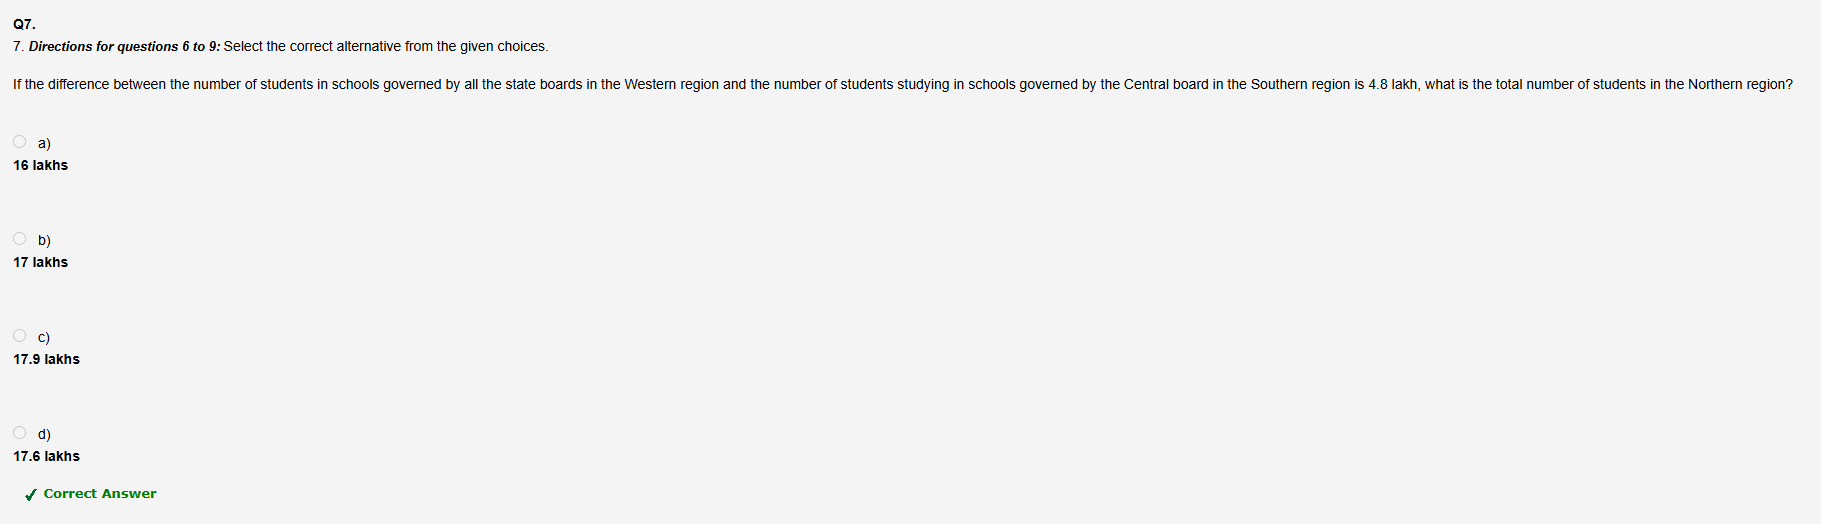 Q7.
7. Directions for questions 6 to 9: Select the correct alternative from the given choices.
If the difference between the number of students in schools governed by all the state boards in the Western region and the number of students studying in schools governed by the Central board in the Southern region is 4.8 lakh, what is the total number of students in the Northern region?
a)
16 lakhs
b)
17 lakhs
c)
17.9 lakhs
d)
17.6 lakhs
✓ Correct Answer